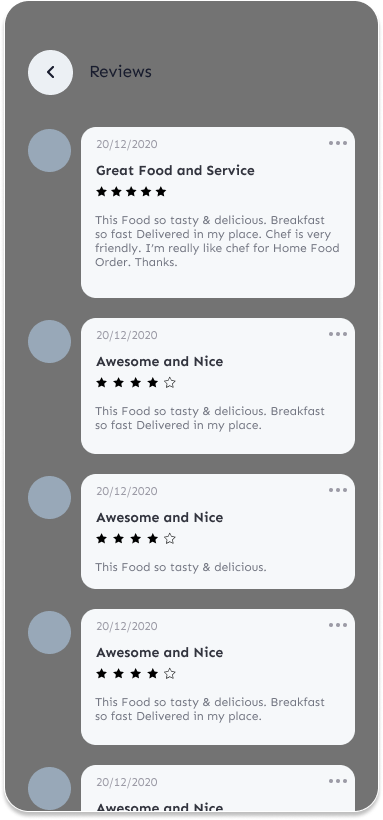 Reviews
20/12/2020
Great Food and Service
This Food so tasty & delicious. Breakfast
so fast Delivered in my place. Chef is very
friendly. I'm really like chef for Home Food
Order. Thanks.
20/12/2020
Awesome and Nice
This Food so tasty & delicious. Breakfast
so fast Delivered in my place.
20/12/2020
Awesome and Nice
This Food so tasty & delicious.
20/12/2020
Awesome and Nice
This Food so tasty & delicious. Breakfast
so fast Delivered in my place.
20/12/2020
Awesome and Nice